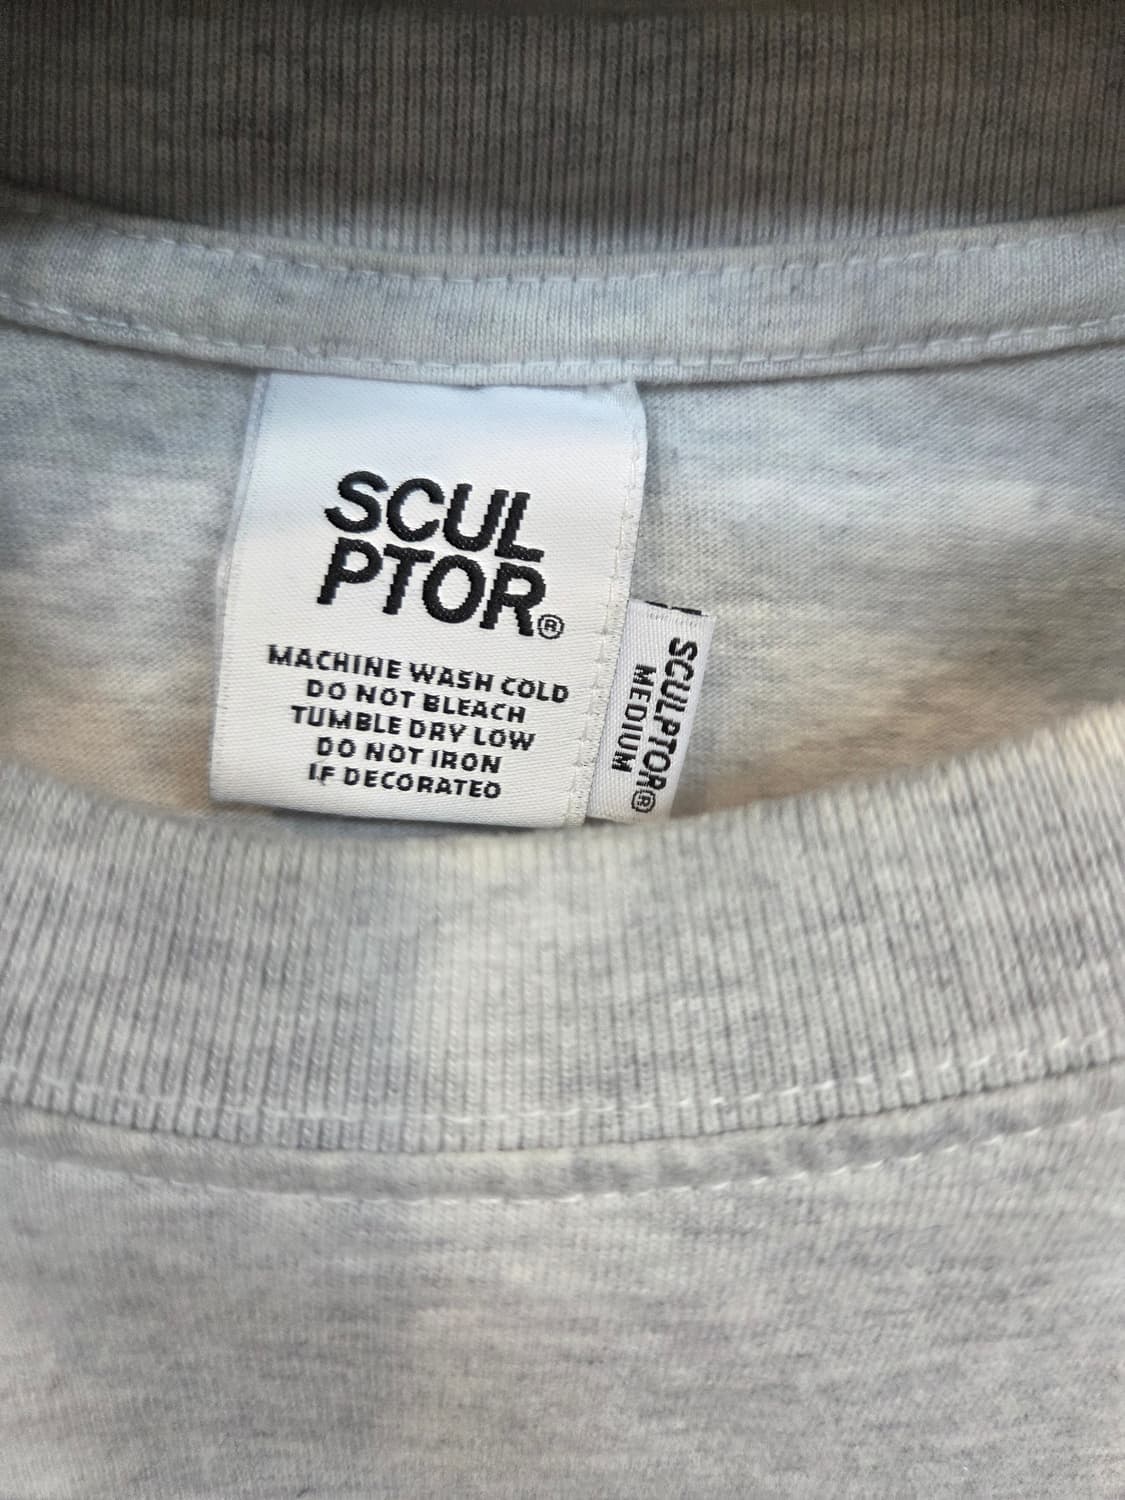 SCUL
PTOR®
MACHINE WASH COLD
DO NOT BLEACH
TUMBLE DRY LOW
DO NOT IRON
IF DECORATED
SCULPTOR®
MEDIUM